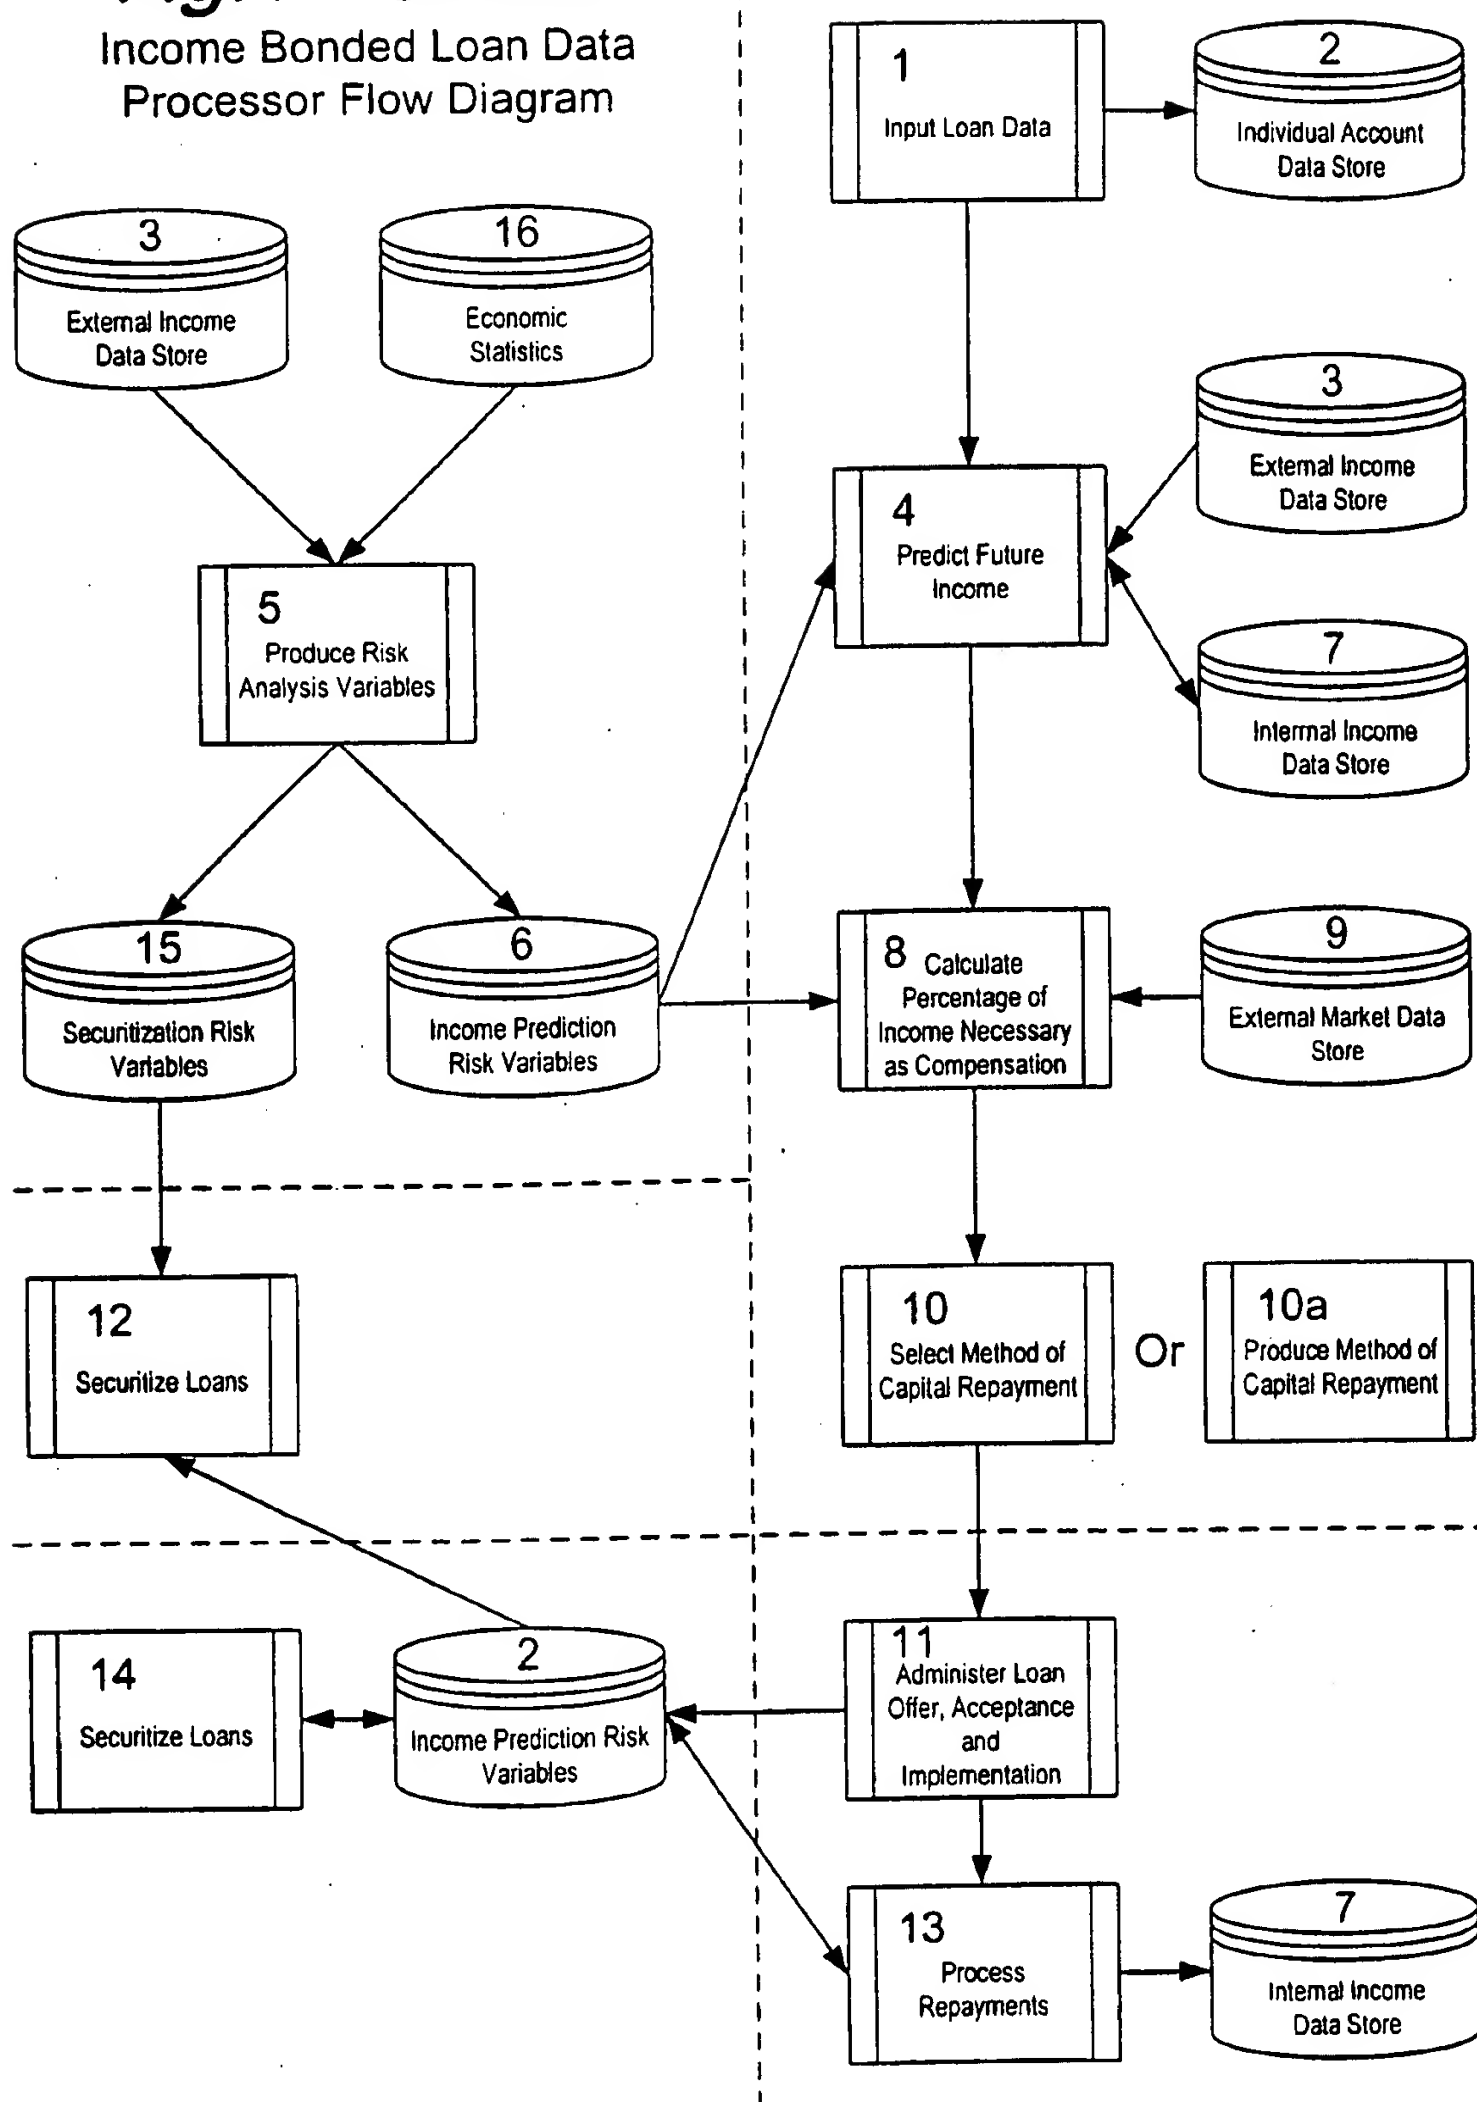 Income Bonded Loan Data
Processor Flow Diagram
1
Input Loan Data
2
Individual Account
Data Store
3
External Income
Data Store
16
Economic
Statistics
3
External Income
Data Store
4
Predict Future
Income
5
Produce Risk
Analysis Variables
7
Intermal Income
Data Store
15
Securitization Risk
Variables
6
Income Prediction
Risk Variables
8 Calculate
Percentage of
Income Necessary
as Compensation
9
External Market Data
Store
12
Securitize Loans
10
Select Method of
Capital Repayment
Or
10a
Produce Method of
Capital Repayment
14
Securitize Loans
2
Income Prediction Risk
Variables
11
Administer Loan
Offer, Acceptance
and
Implementation
13
Process
Repayments
7
Internal Income
Data Store